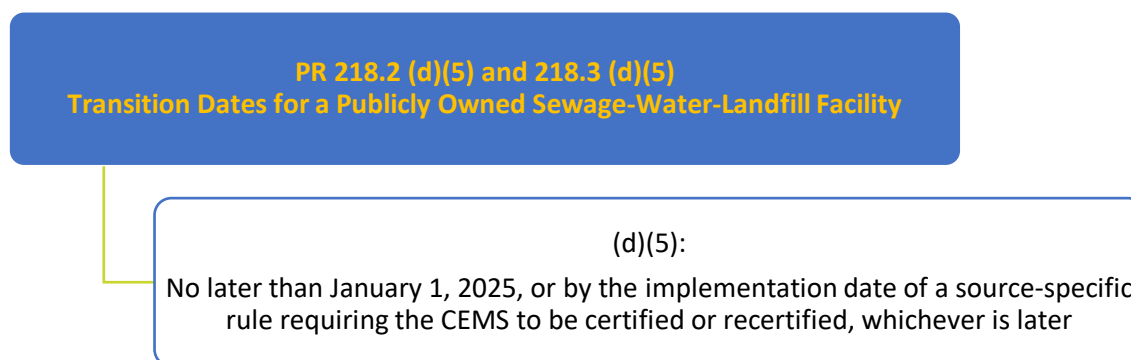 PR 218.2 (d)(5) and 218.3 (d)(5)
Transition Dates for a Publicly Owned Sewage-Water-Landfill Facility
(d)(5):
No later than January 1, 2025, or by the implementation date of a source-specific
rule requiring the CEMS to be certified or recertified, whichever is later